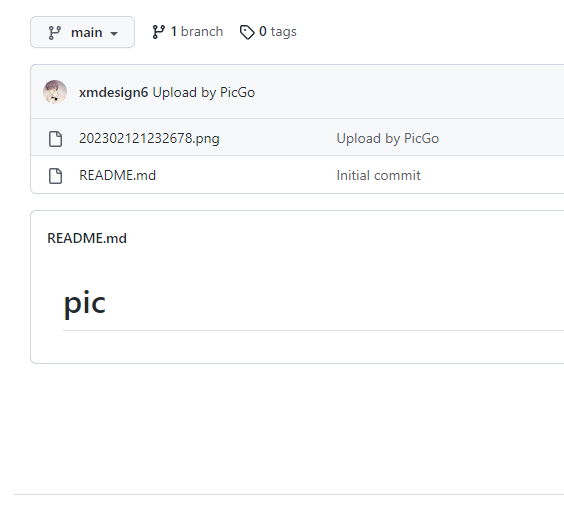 main 1 branch 0 tags
xmdesign6 Upload by PicGo
202302121232678.png Upload by PicGo
README.md Initial commit
README.md
pic